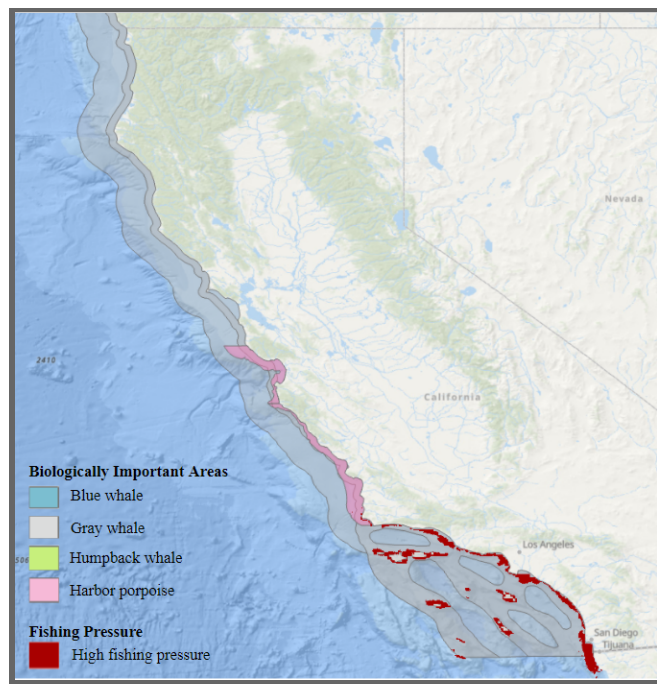 Nevada
2410
California
Biologically Important Areas
Blue whale
Gray whale
Humpback whale
Harbor porpoise
Los Angeles
506
Fishing Pressure
High fishing pressure
San Diego
Tijuana